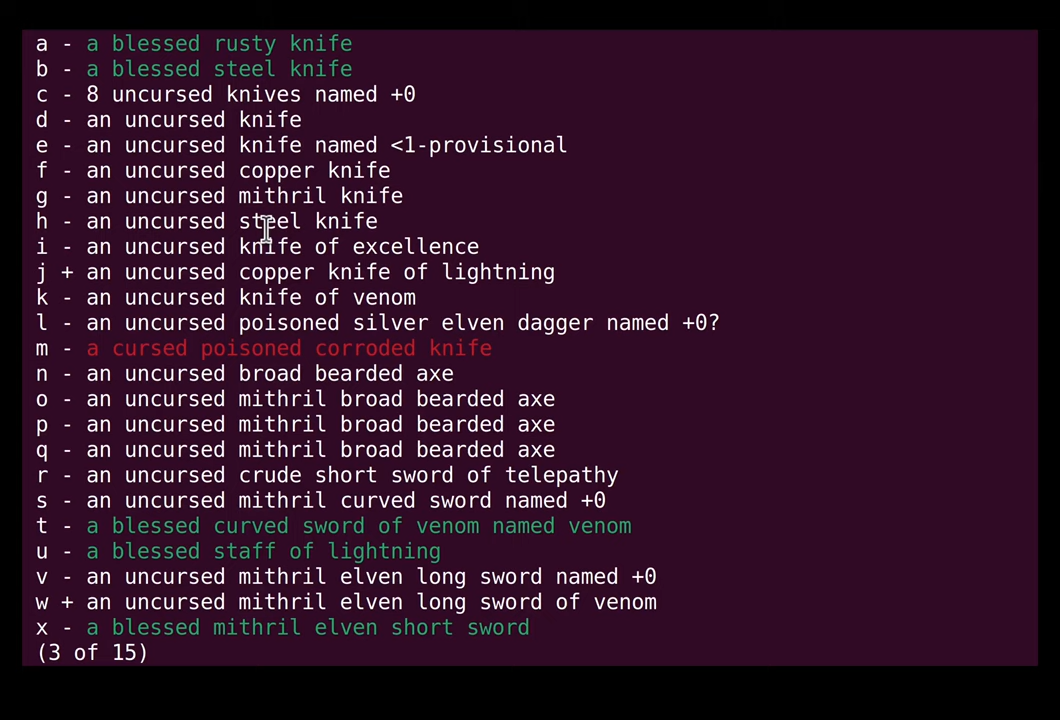 a - a blessed rusty knife
b - a blessed steel knife
c - 8 uncursed knives named +0
d - an uncursed knife
e - an uncursed knife named <1-provisional
f - an uncursed copper knife
g - an uncursed mithril knife
h - an uncursed steel knife
i - an uncursed knife of excellence
j + an uncursed copper knife of lightning
k - an uncursed knife of venom
l - an uncursed poisoned silver elven dagger named +0?
m - a cursed poisoned corroded knife
n - an uncursed broad bearded axe
o - an uncursed mithril broad bearded axe
p - an uncursed mithril broad bearded axe
q - an uncursed mithril broad bearded axe
r - an uncursed crude short sword of telepathy
s - an uncursed mithril curved sword named +0
t - a blessed curved sword of venom named venom
u - a blessed staff of lightning
v - an uncursed mithril elven long sword named +0
w + an uncursed mithril elven long sword of venom
x - a blessed mithril elven short sword
(3 of 15)